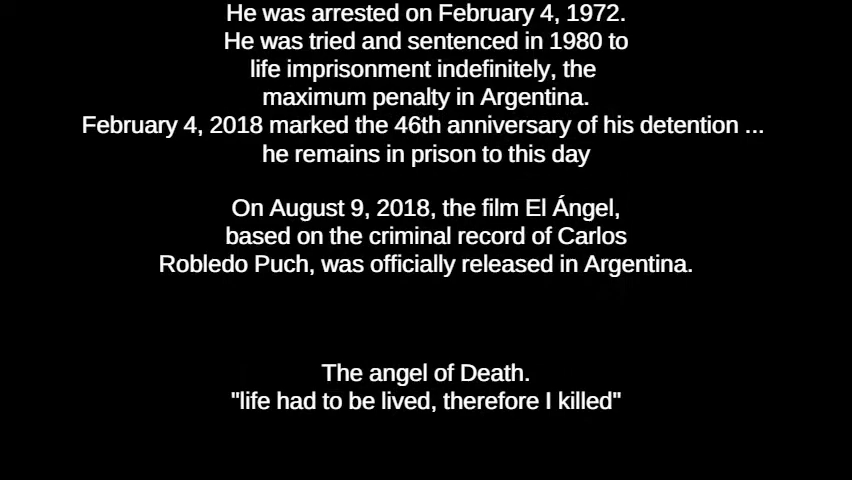 He was arrested on February 4, 1972.
He was tried and sentenced in 1980 to
life imprisonment indefinitely, the
maximum penalty in Argentina.
February 4, 2018 marked the 46th anniversary of his detention ...
he remains in prison to this day
On August 9, 2018, the film El Ángel,
based on the criminal record of Carlos
Robledo Puch, was officially released in Argentina.
The angel of Death.
"life had to be lived, therefore I killed"